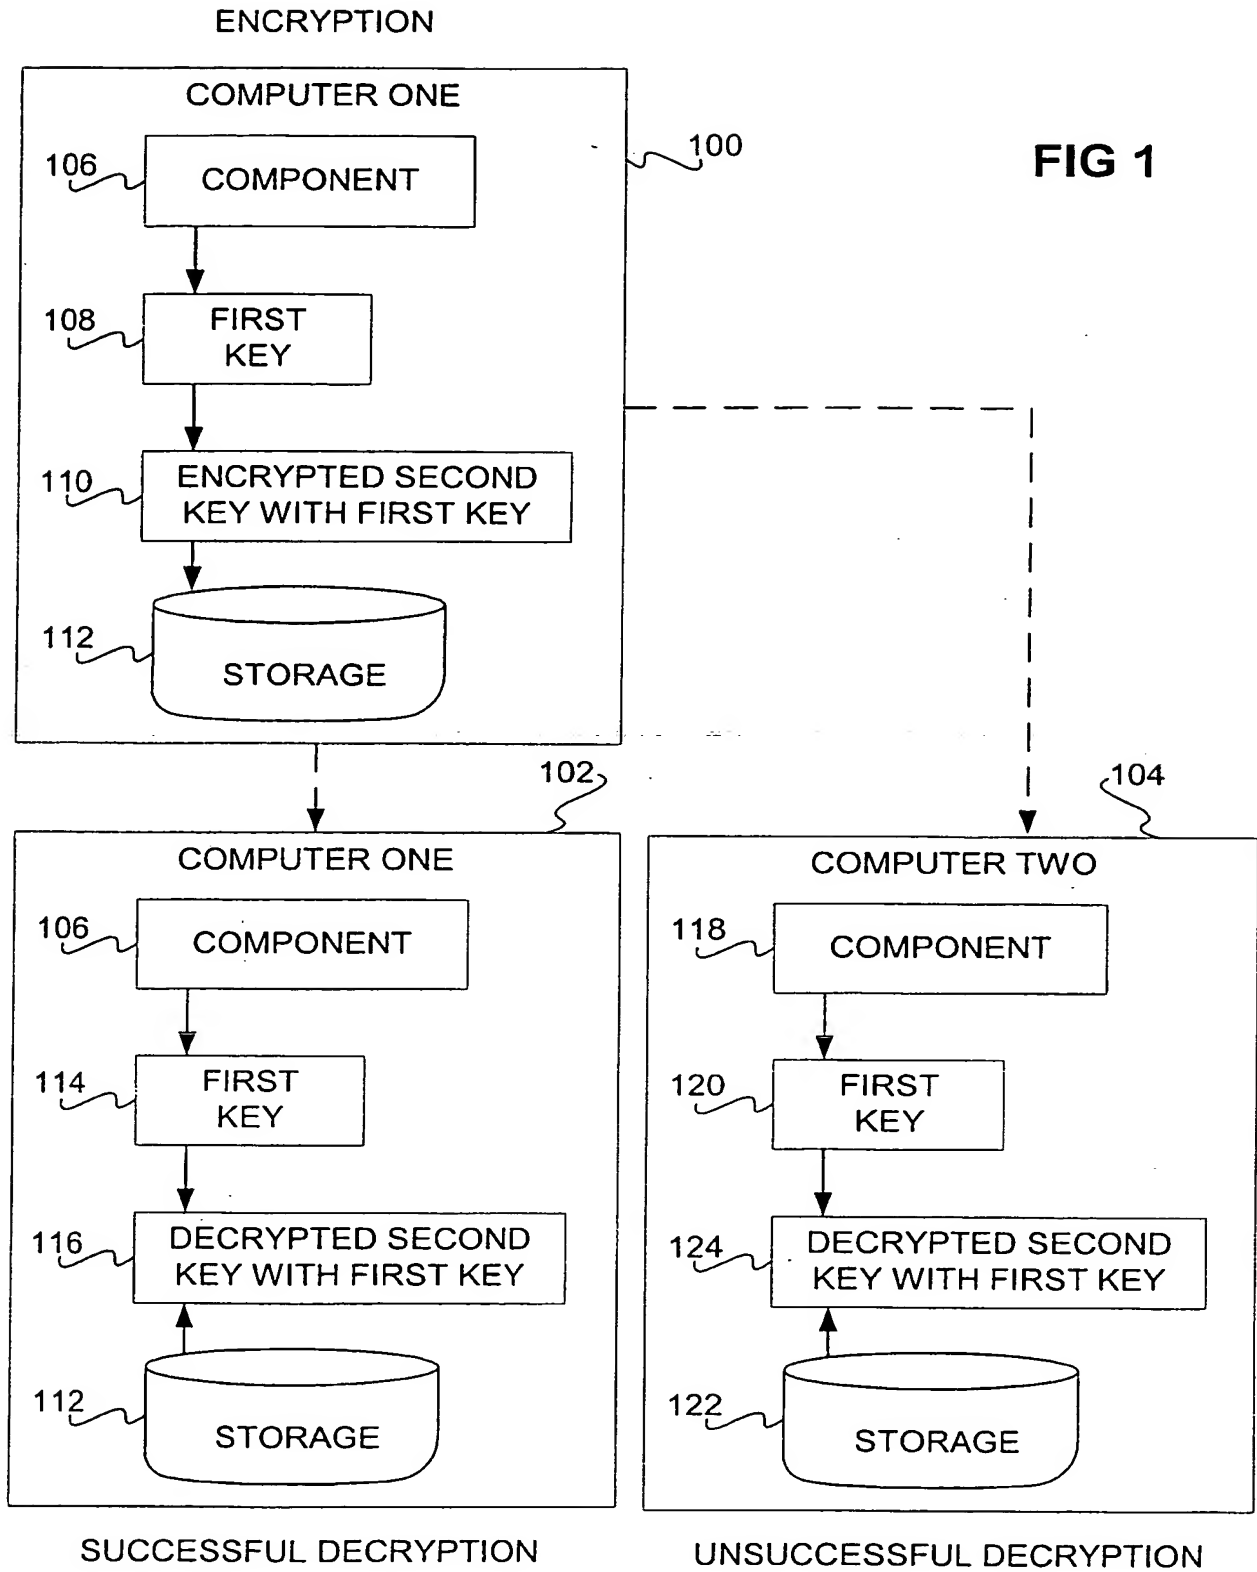 ENCRYPTION
COMPUTER ONE
100
FIG 1
106
COMPONENT
108
FIRST
KEY
110
ENCRYPTED SECOND
KEY WITH FIRST KEY
112
STORAGE
102
104
COMPUTER ONE
106
COMPONENT
114
FIRST
KEY
116
DECRYPTED SECOND
KEY WITH FIRST KEY
112
STORAGE
SUCCESSFUL DECRYPTION
COMPUTER TWO
118
COMPONENT
120
FIRST
KEY
124
DECRYPTED SECOND
KEY WITH FIRST KEY
122
STORAGE
UNSUCCESSFUL DECRYPTION